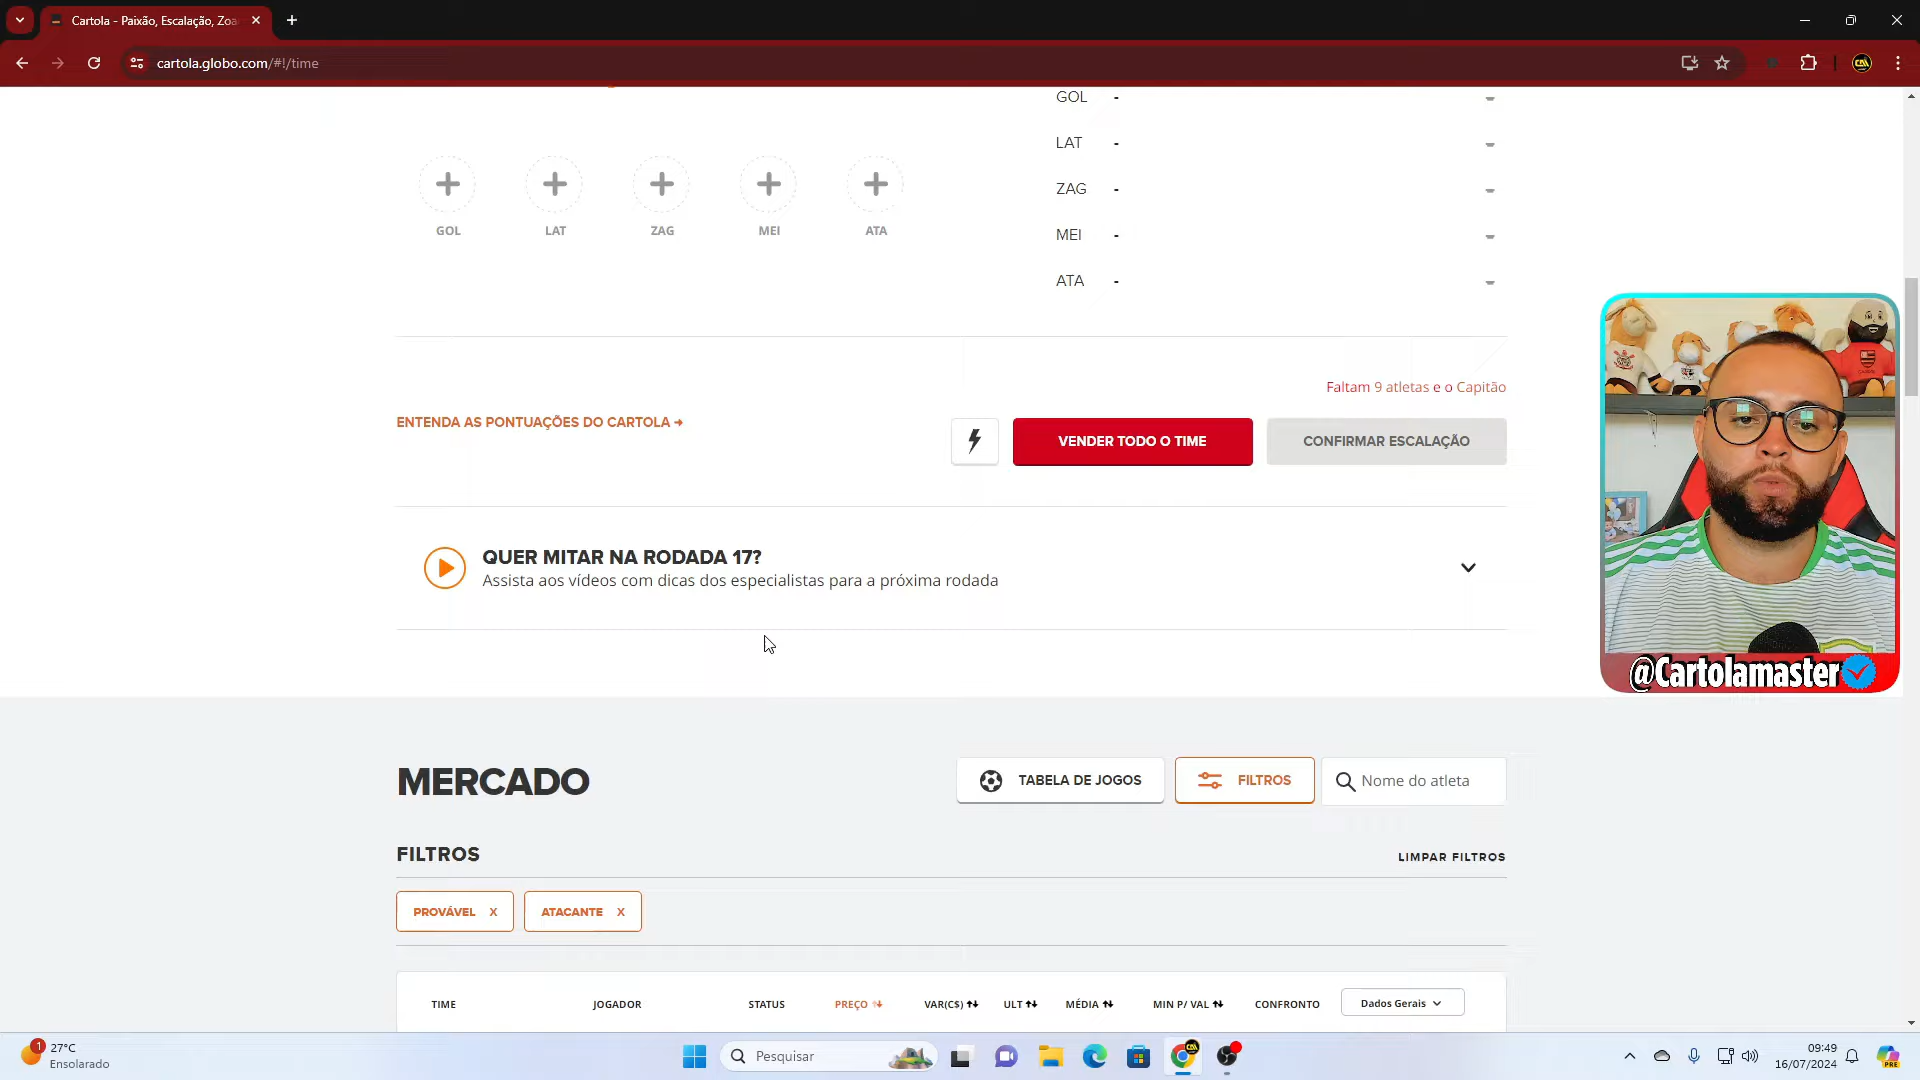 Cartola - Paixão, Escalação, Zoa
cartola.globo.com/#!/time
GOL -
LAT -
ZAG -
MEI -
ATA -
GOL LAT ZAG MEI ATA
Faltam 9 atletas e o Capitão
ENTENDA AS PONTUAÇÕES DO CARTOLA
VENDER TODO O TIME
CONFIRMAR ESCALAÇÃO
QUER MITAR NA RODADA 17?
Assista aos vídeos com dicas dos especialistas para a próxima rodada
@Cartolamaster
MERCADO
TABELA DE JOGOS
FILTROS
Nome do atleta
FILTROS
LIMPAR FILTROS
PROVÁVEL X
ATACANTE X
TIME JOGADOR STATUS PREÇO VAR(C$) ULT MÉDIA MIN P/ VAL CONFRONTO Dados Gerais
1
27°C
Ensolarado
Pesquisar
09:49
16/07/2024
PRE